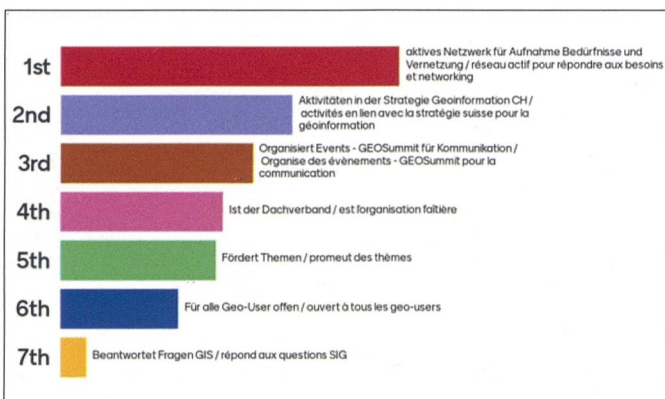 1st
aktives Netzwerk für Aufnahme Bedürfnisse und
Vernetzung / réseau actif pour répondre aux besoins
et networking
2nd
Aktivitäten in der Strategie Geoinformation CH /
activités en lien avec la stratégie suisse pour la
géoinformation
3rd
Organisiert Events - GEOSummit für Kommunikation /
Organise des évènements - GEOSummit pour la
communication
4th
Ist der Dachverband / est l'organisation faîtière
5th
Fördert Themen / promeut des thèmes
6th
Für alle Geo-User offen / ouvert à tous les geo-users
7th
Beantwortet Fragen GIS / répond aux questions SIG